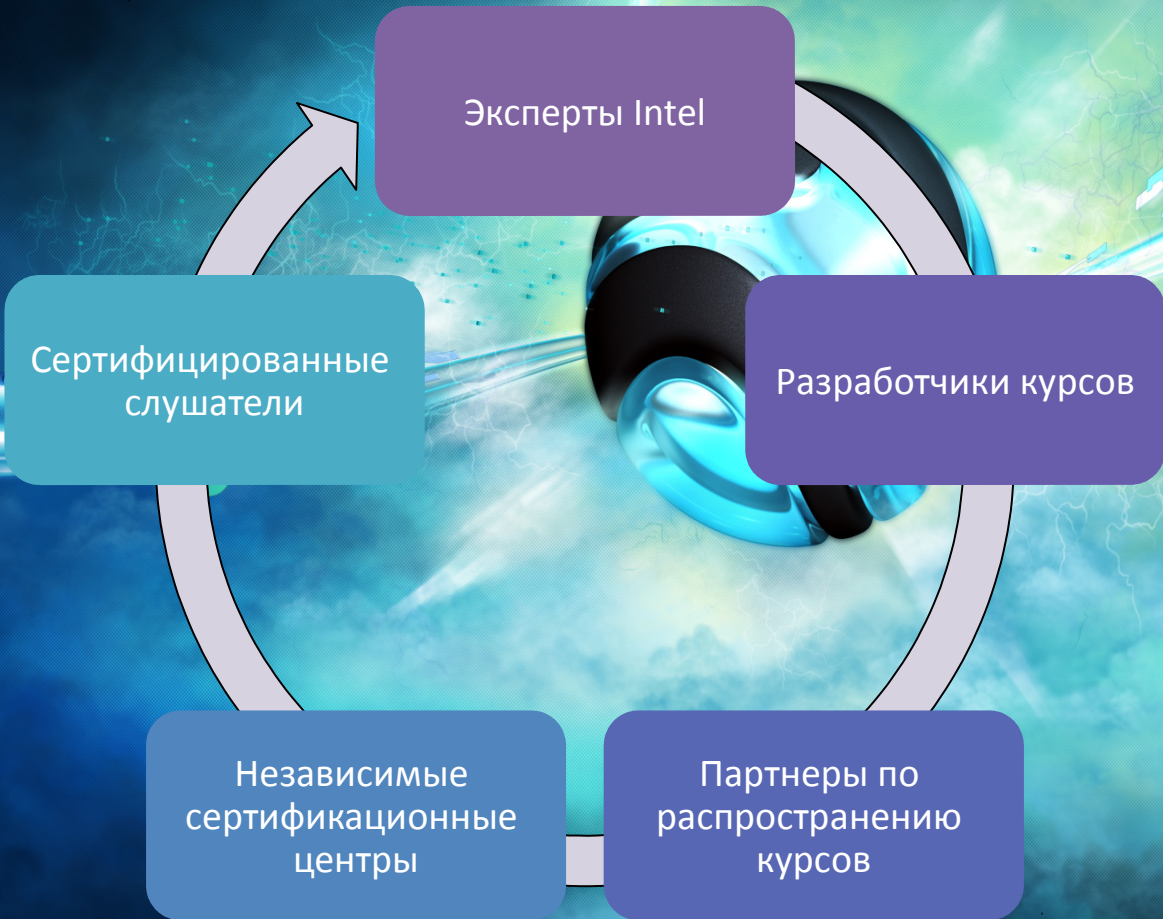 Эксперты Intel
Сертифицированные
слушатели
Разработчики курсов
Независимые
сертификационные
центры
Партнеры по
распространению
курсов